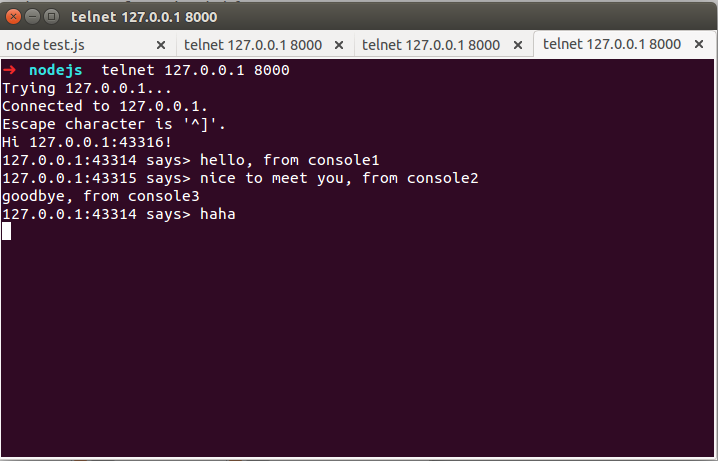 telnet 127.0.0.1 8000
node test.js
telnet 127.0.0.1 8000
telnet 127.0.0.1 8000
telnet 127.0.0.1 8000
➜ nodejs telnet 127.0.0.1 8000
Trying 127.0.0.1...
Connected to 127.0.0.1.
Escape character is '^]'.
Hi 127.0.0.1:43316!
127.0.0.1:43314 says> hello, from console1
127.0.0.1:43315 says> nice to meet you, from console2
goodbye, from console3
127.0.0.1:43314 says> haha